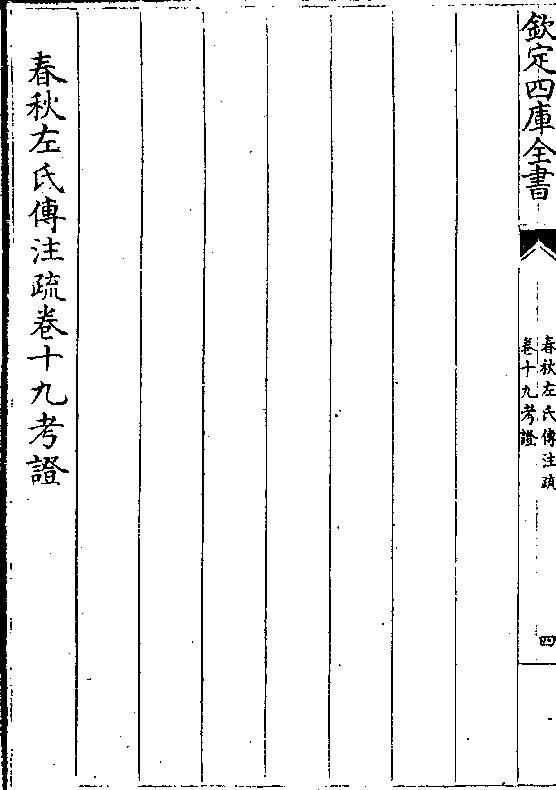 欽定四庫全書
春秋左氏傳注疏
卷十九考證
四
春秋左氏傳注疏卷十九考證